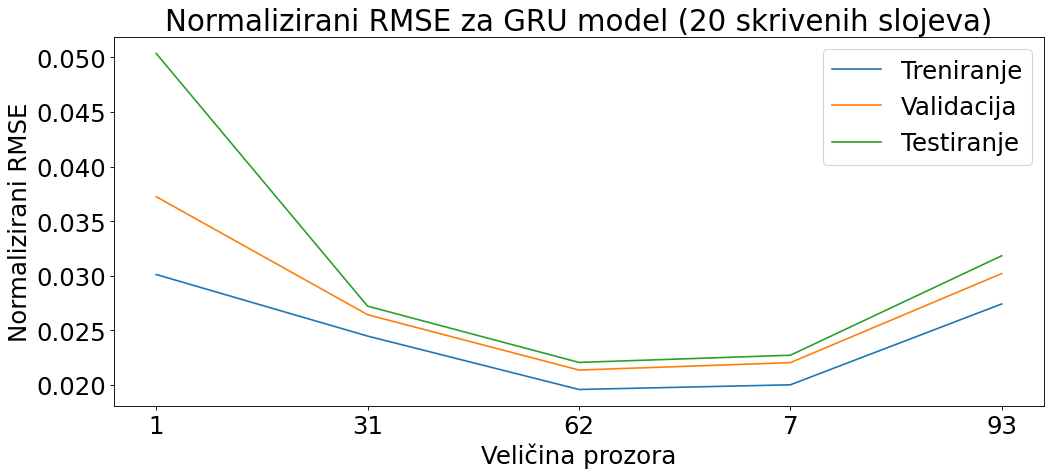 Normalizirani RMSE za GRU model (20 skrivenih slojeva)
Treniranje
Validacija
Testiranje
Normalizirani RMSE
0.050
0.045
0.040
0.035
0.030
0.025
0.020
1 31 62 7 93
Veličina prozora